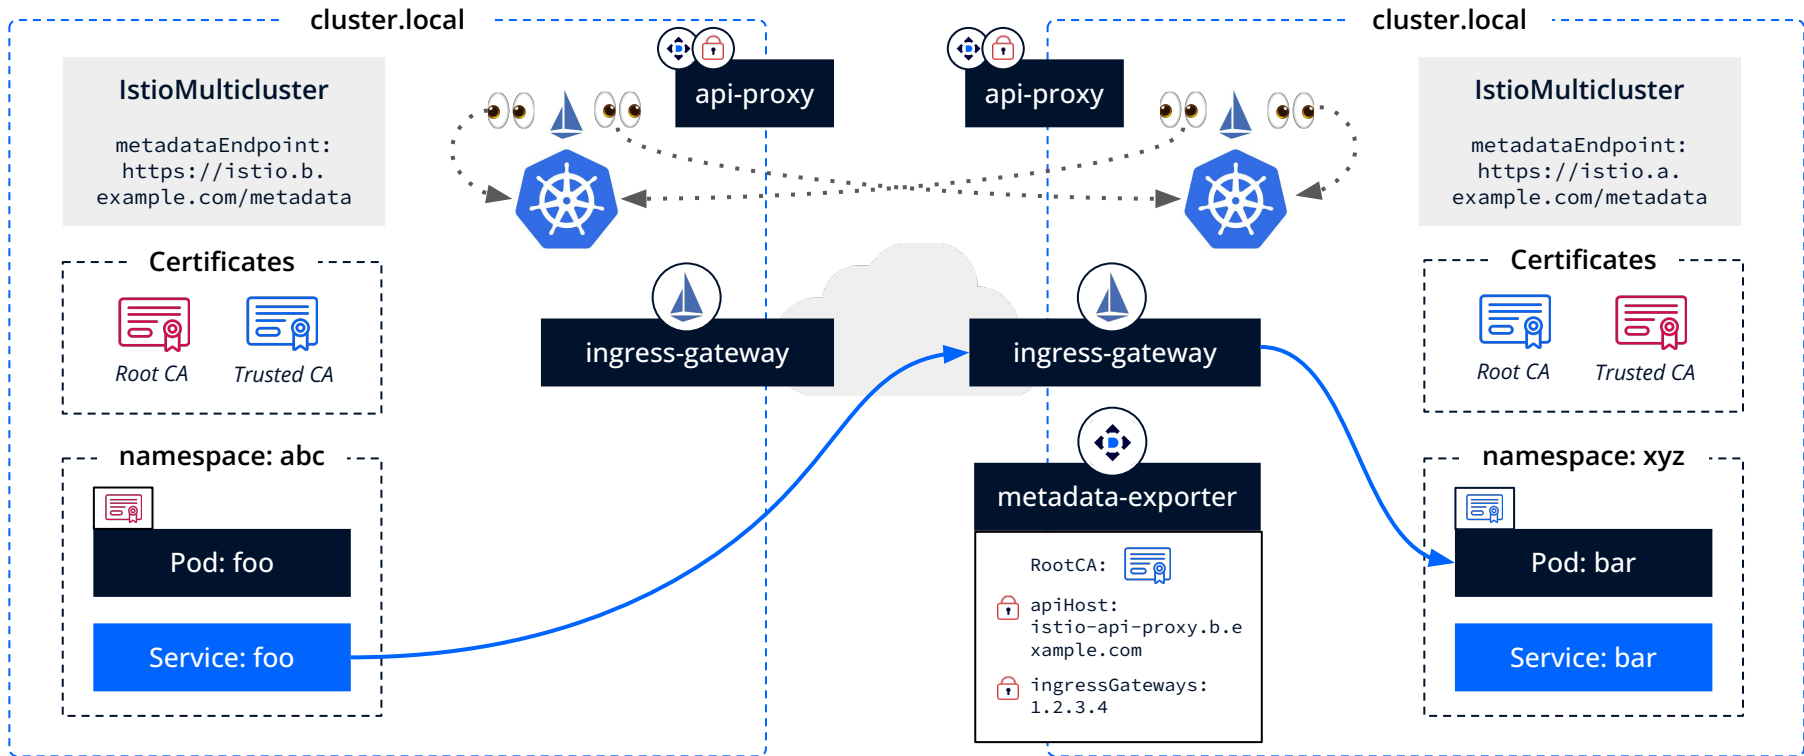 cluster.local
IstioMulticluster
metadataEndpoint:
https://istio.b.
example.com/metadata
Certificates
Root CA
Trusted CA
namespace: abc
Pod: foo
Service: foo
api-proxy
ingress-gateway
cluster.local
api-proxy
ingress-gateway
metadata-exporter
RootCA:
apiHost:
istio-api-proxy.b.e
xample.com
ingressGateways:
1.2.3.4
IstioMulticluster
metadataEndpoint:
https://istio.a.
example.com/metadata
Certificates
Root CA
Trusted CA
namespace: xyz
Pod: bar
Service: bar